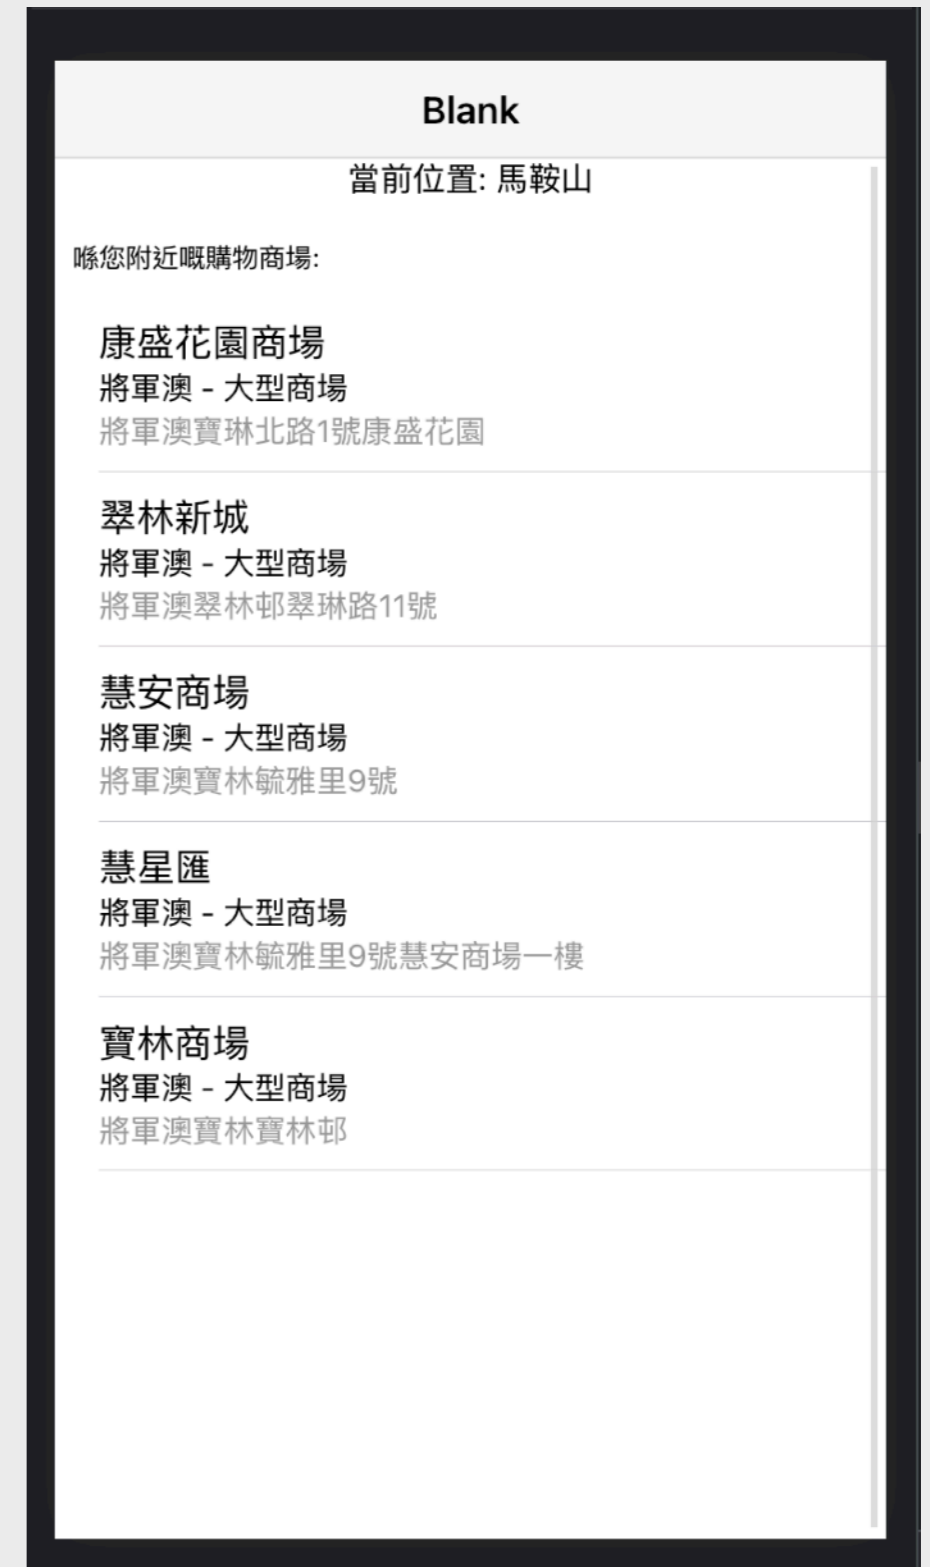 Blank
當前位置: 馬鞍山
喺您附近嘅購物商場:
康盛花園商場
將軍澳 - 大型商場
將軍澳寶琳北路1號康盛花園
翠林新城
將軍澳 - 大型商場
將軍澳翠林邨翠琳路11號
慧安商場
將軍澳 - 大型商場
將軍澳寶林毓雅里9號
慧星匯
將軍澳 - 大型商場
將軍澳寶林毓雅里9號慧安商場一樓
寶林商場
將軍澳 - 大型商場
將軍澳寶林寶林邨